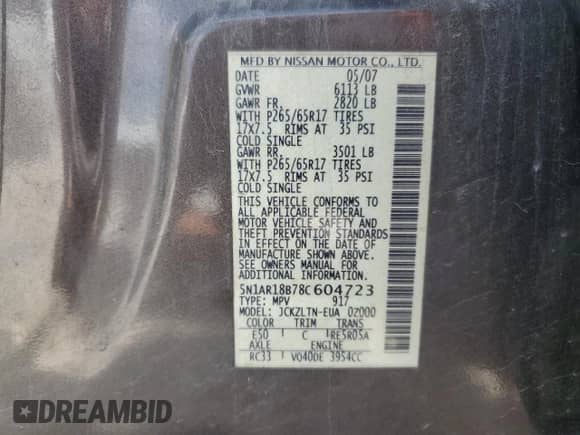 MFD BY NISSAN MOTOR CO., LTD.
DATE 05/07
GVWR 6113 LB
GAWR FR. 2820 LB
WITH P265/65R17 TIRES
17X7.5 RIMS AT 35 PSI
COLD SINGLE
GAWR RR. 3501 LB
WITH P265/65R17 TIRES
17X7.5 RIMS AT 35 PSI
COLD SINGLE
THIS VEHICLE CONFORMS TO
ALL APPLICABLE FEDERAL
MOTOR VEHICLE SAFETY AND
THEFT PREVENTION STANDARDS
IN EFFECT ON THE DATE OF
MANUFACTURE SHOWN ABOVE.
SEE OWNERS MANUAL FOR
ADDITIONAL INFORMATION.
5N1AR18B78C604723
TYPE: MPV 917
MODEL: JCKZLTN-EUA 02000
COLOR TRIM TRANS
E50 C RE5R05A
AXLE ENGINE
RC33 VQ40DE 3954CC
DREAMBID